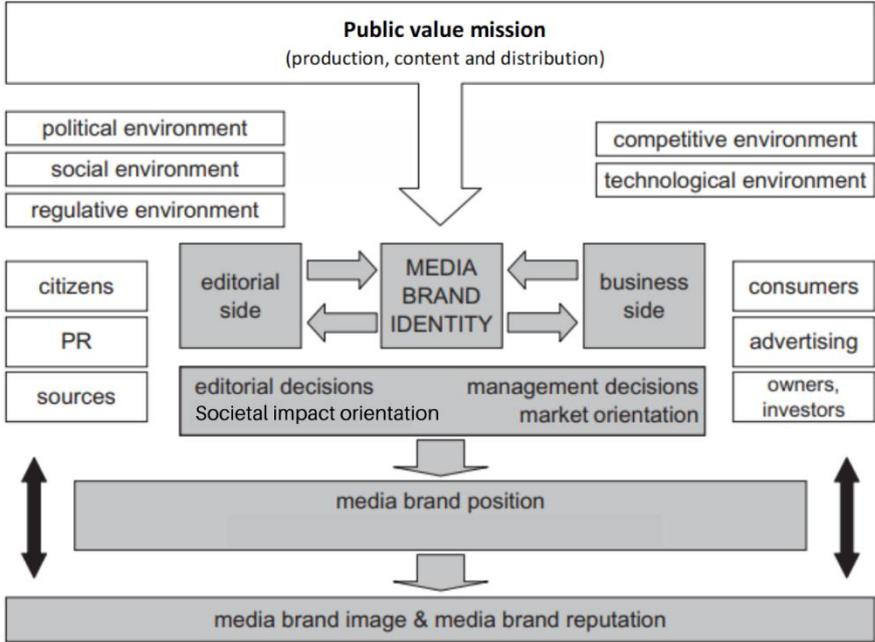 Public value mission
(production, content and distribution)
political environment
social environment
regulative environment
competitive environment
technological environment
citizens
PR
sources
editorial
side
MEDIA
BRAND
IDENTITY
business
side
consumers
advertising
owners,
investors
editorial decisions
management decisions
Societal impact orientation
market orientation
media brand position
media brand image & media brand reputation